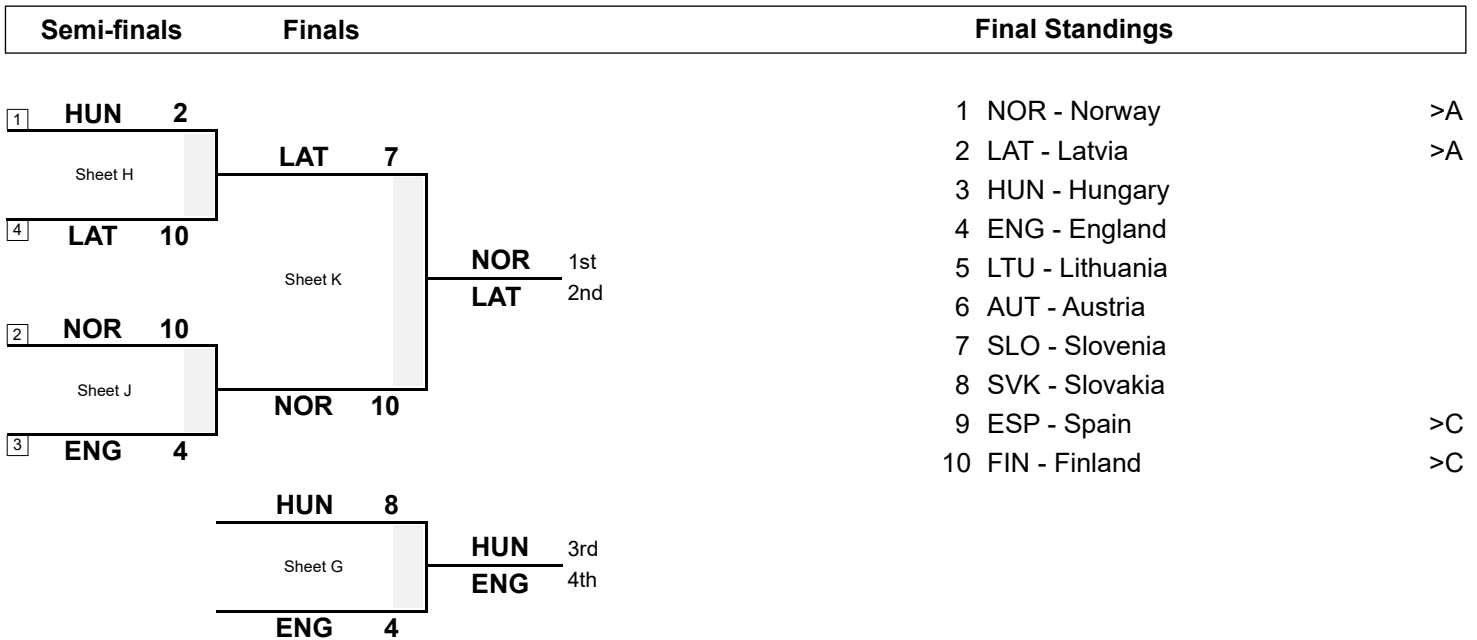 Semi-finals Finals Final Standings
1 HUN 2
Sheet H
4 LAT 10
LAT 7
Sheet K
NOR 10
NOR 1st
LAT 2nd
2 NOR 10
Sheet J
3 ENG 4
HUN 8
Sheet G
ENG 4
HUN 3rd
ENG 4th
1 NOR - Norway >A
2 LAT - Latvia >A
3 HUN - Hungary
4 ENG - England
5 LTU - Lithuania
6 AUT - Austria
7 SLO - Slovenia
8 SVK - Slovakia
9 ESP - Spain >C
10 FIN - Finland >C